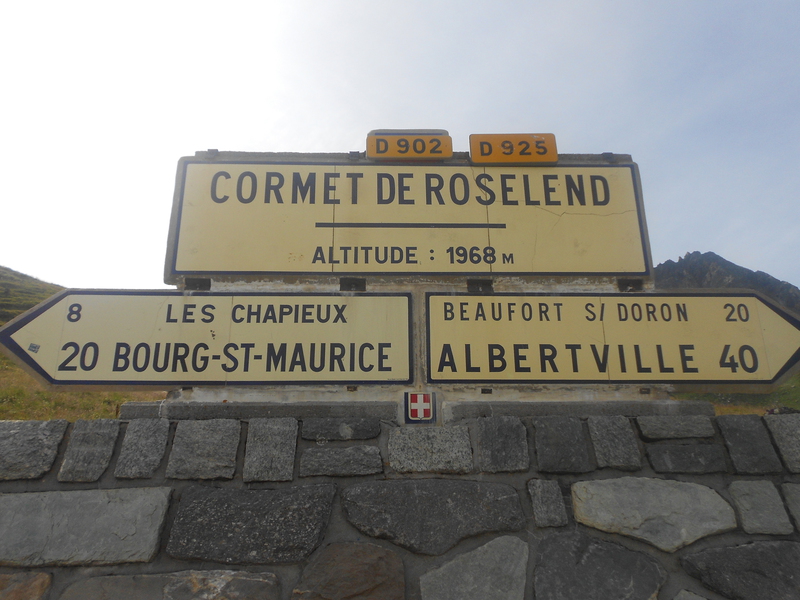 D 902
D 925
CORMET DE ROSELEND
ALTITUDE : 1968 M
8 LES CHAPIEUX
20 BOURG-ST-MAURICE
BEAUFORT S/ DORON 20
ALBERTVILLE 40